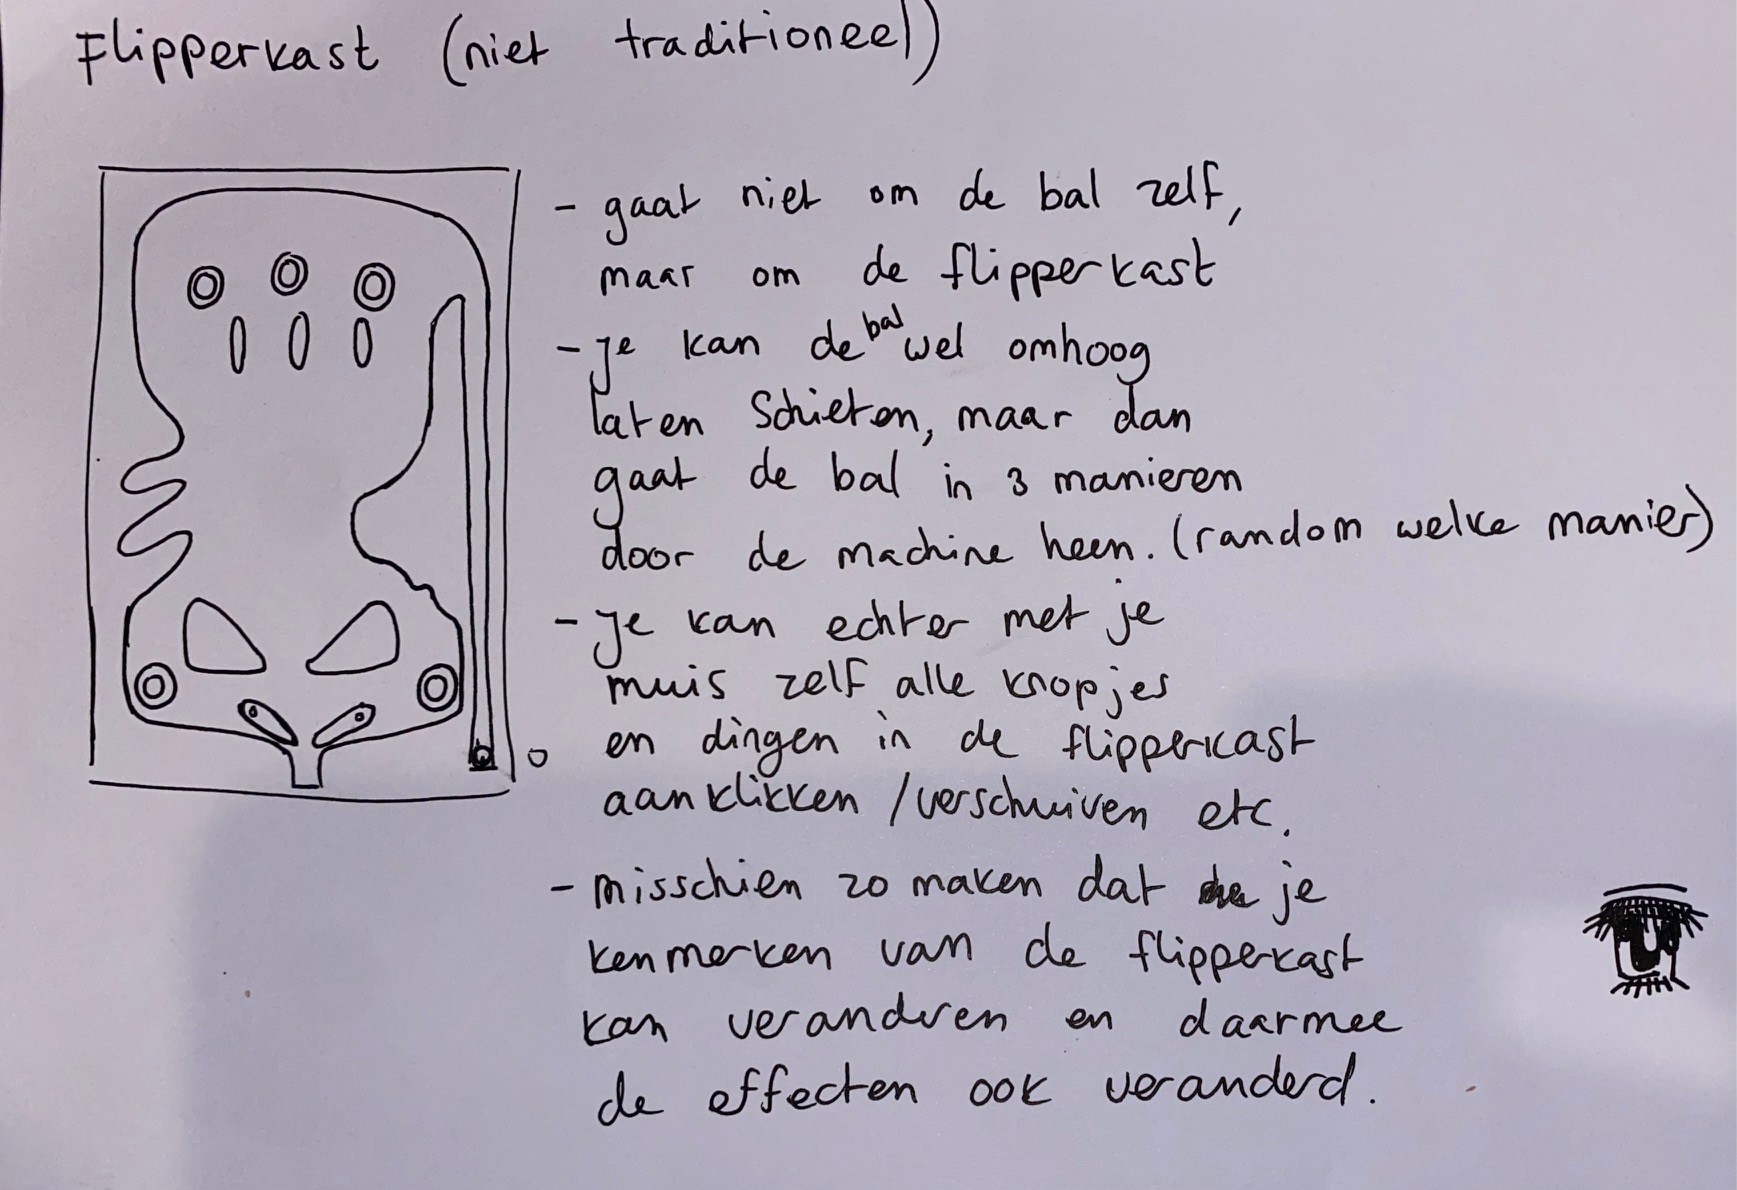 Flipperkast (niet traditioneel)
- gaat niet om de bal zelf,
maar om de flipperkast
- je kan de bal wel omhoog
laten schieten, maar dan
gaat de bal in 3 manieren
door de machine heen. (random welke manier)
- je kan echter met je
muis zelf alle knopjes
en dingen in de flipperkast
aanklikken / verschuiven etc.
- misschien zo maken dat je
kenmerken van de flipperkast
kan veranderen en daarmee
de effecten ook veranderd.